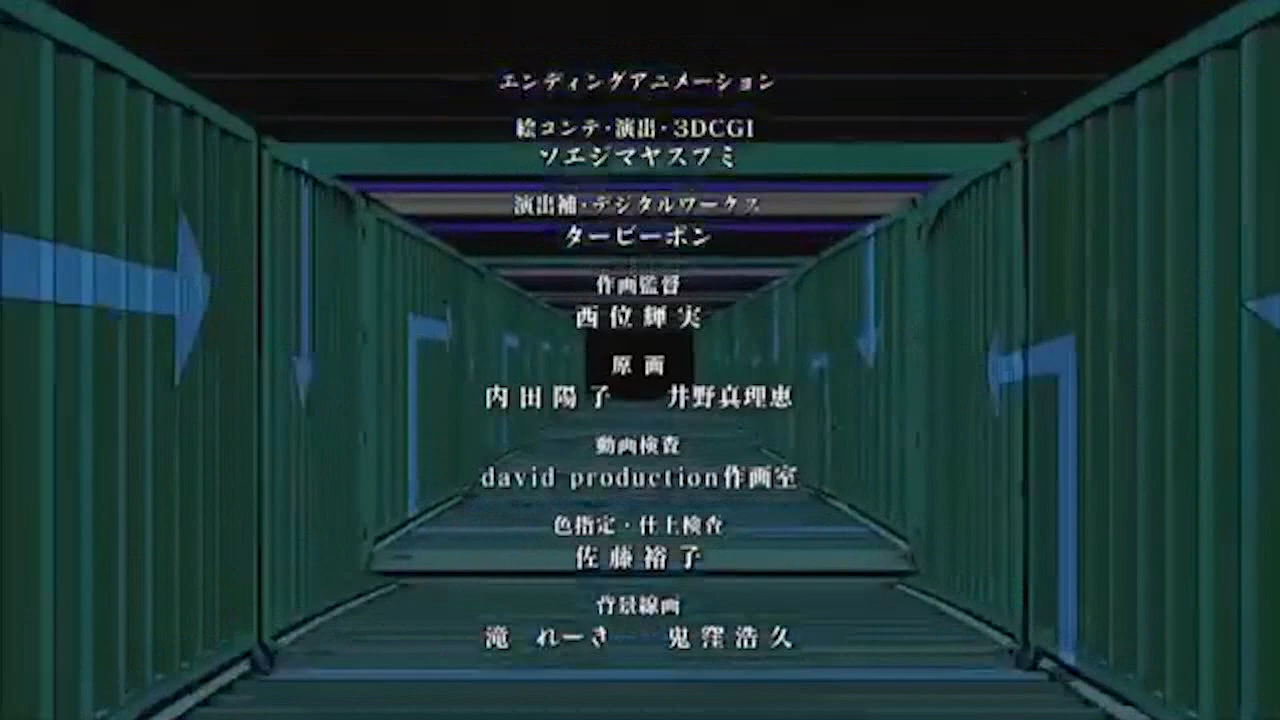 エンディングアニメーション
絵コンテ・演出・3DCGI
ソエジマヤスフミ
演出補・デジタルワークス
タービーボン
作画監督
西位輝実
原画
内田陽子　井野真理恵
動画検査
david production作画室
色指定・仕上検査
佐藤裕子
背景線画
滝　れーき　鬼窪浩久